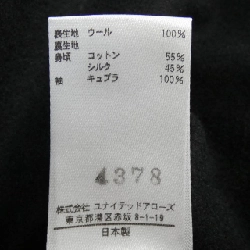 表生地 ウール 100%
裏生地
身頃 コットン 55%
シルク 45%
袖 キュプラ 100%
4378
株式会社 ユナイテッドアローズ
東京都港区赤坂 8-1-19
日本製